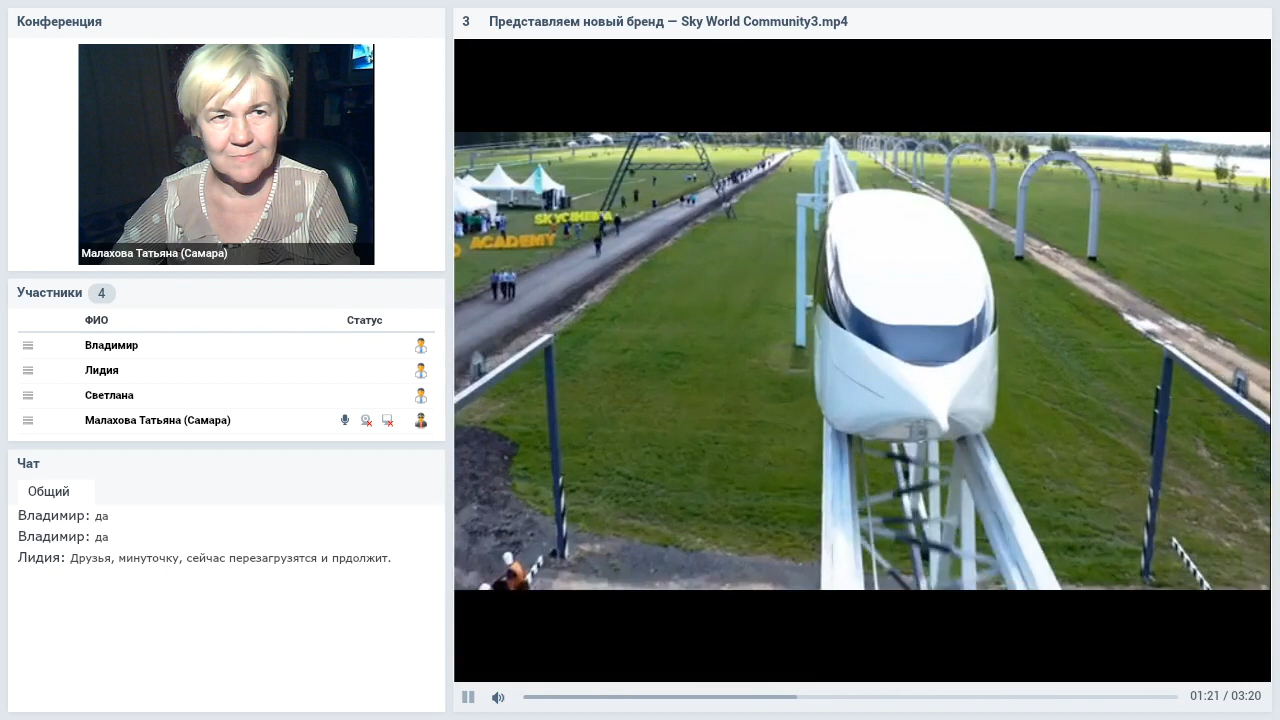 Конференция
Малахова Татьяна (Самара)
Участники 4
ФИО Статус
Владимир
Лидия
Светлана
Малахова Татьяна (Самара)
Чат
Общий
Владимир: да
Владимир: да
Лидия: Друзья, минуточку, сейчас перезагрузятся и прдолжит.
3 Представляем новый бренд — Sky World Community3.mp4
ACADEMY
01:21 / 03:20